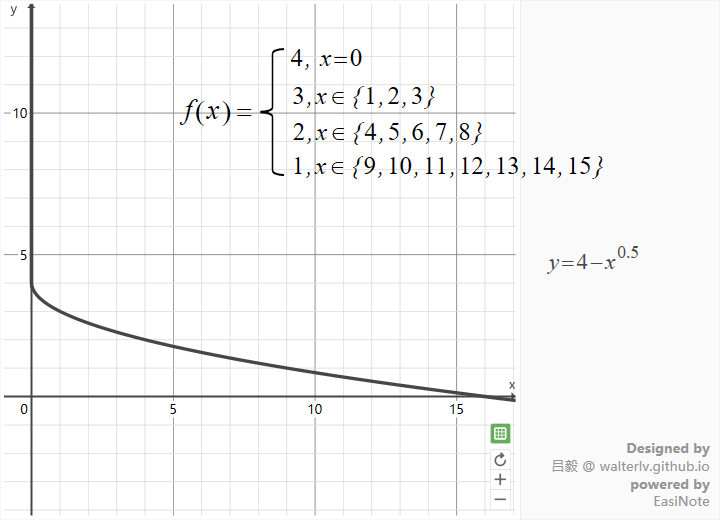 y
10
f(x)=
4, x=0
3,x∈{1,2,3}
2,x∈{4,5,6,7,8}
1,x∈{9,10,11,12,13,14,15}
5
y=4−x^0.5
x
0 5 10 15
Designed by
吕毅 @ walterlv.github.io
powered by
EasiNote